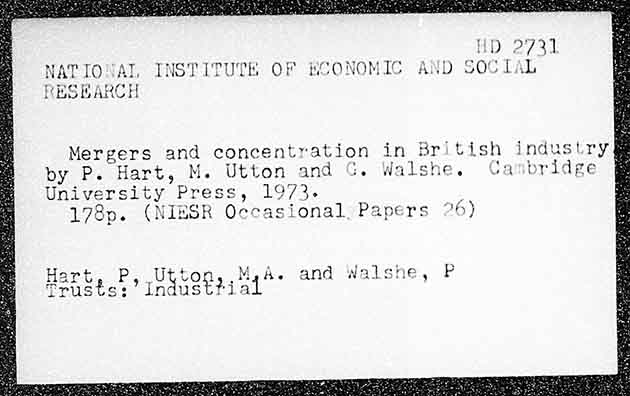 HD 2731
NATIONAL INSTITUTE OF ECONOMIC AND SOCIAL
RESEARCH
Mergers and concentration in British industry
by P. Hart, M. Utton and G. Walshe. Cambridge
University Press, 1973.
178p. (NIESR Occasional Papers 26)
Hart, P, Utton, M.A. and Walshe, P
Trusts: Industrial